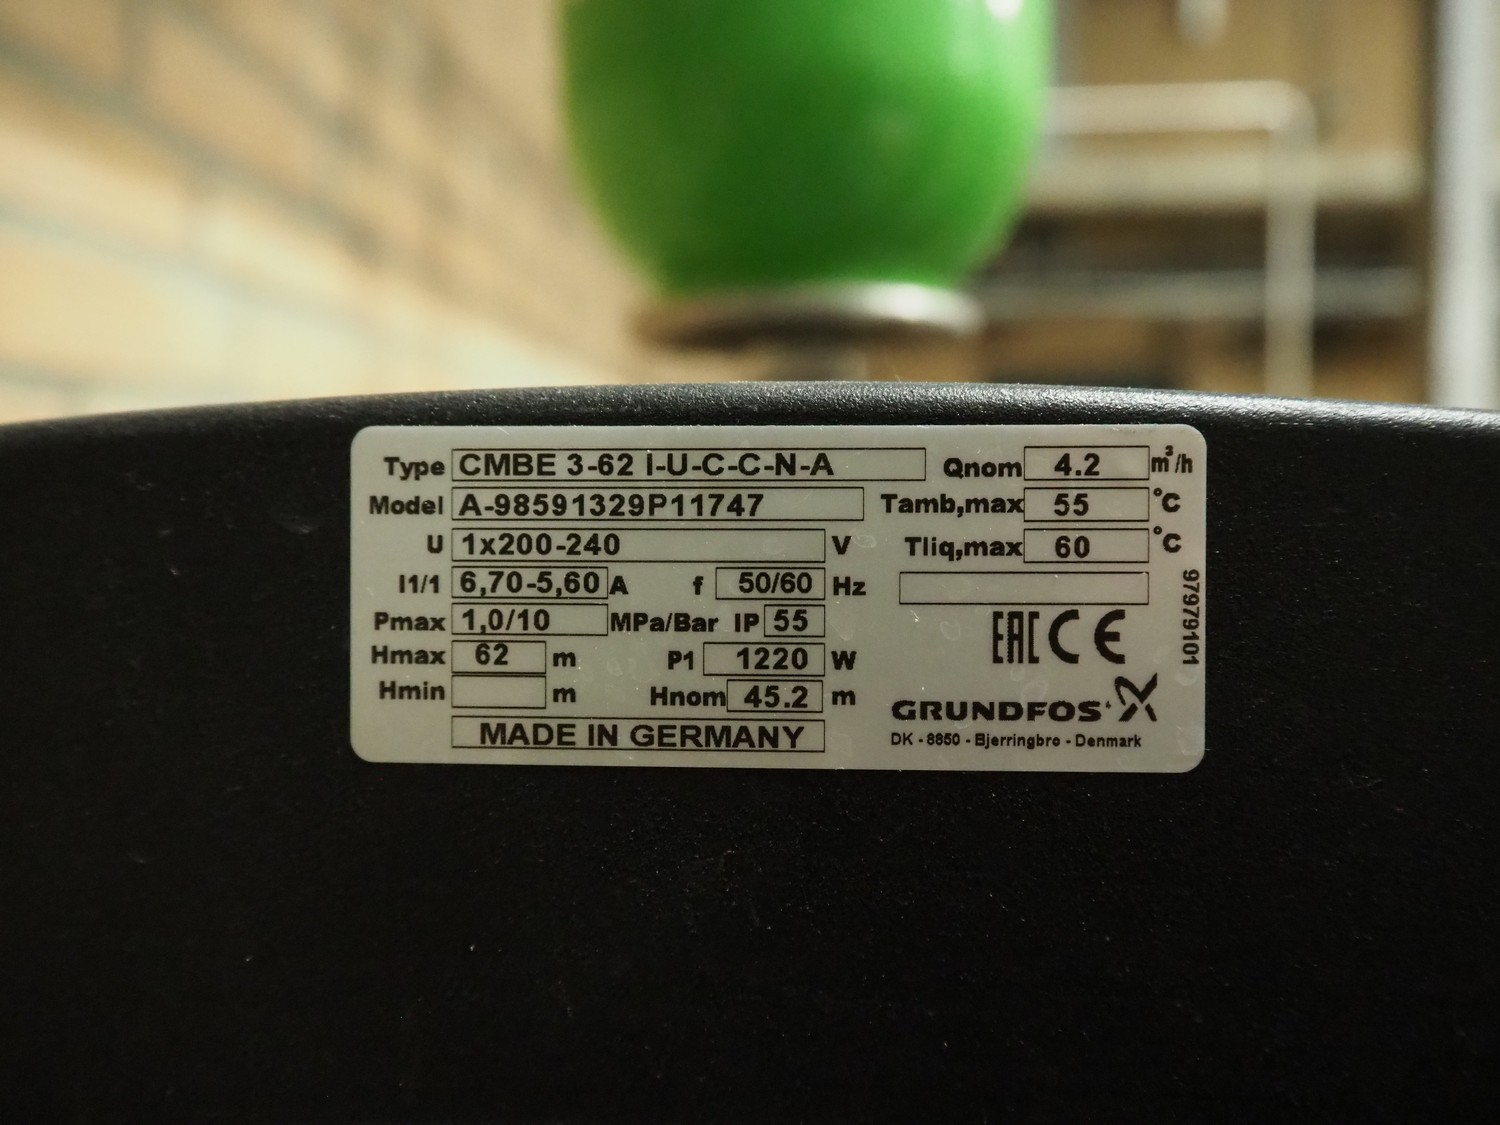 Type CMBE 3-62 I-U-C-C-N-A Qnom 4.2 m³/h
Model A-98591329P11747 Tamb,max 55 °C
U 1x200-240 V Tliq,max 60 °C
I1/1 6,70-5,60 A f 50/60 Hz
Pmax 1,0/10 MPa/Bar IP 55
Hmax 62 m P1 1220 W
Hmin m Hnom 45.2 m
MADE IN GERMANY
EAC CE
GRUNDFOS
DK - 8850 - Bjerringbro - Denmark
97979101